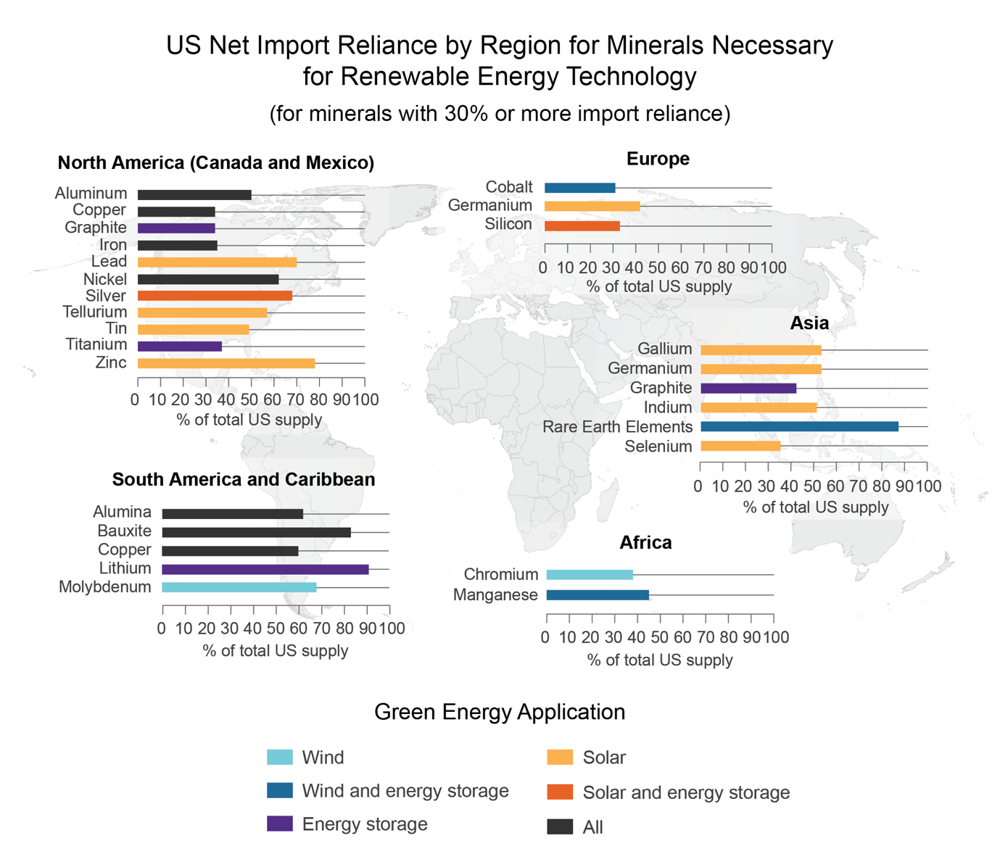 US Net Import Reliance by Region for Minerals Necessary
for Renewable Energy Technology
(for minerals with 30% or more import reliance)
North America (Canada and Mexico)
Aluminum
Copper
Graphite
Iron
Lead
Nickel
Silver
Tellurium
Tin
Titanium
Zinc
0 10 20 30 40 50 60 70 80 90 100
% of total US supply
Europe
Cobalt
Germanium
Silicon
0 10 20 30 40 50 60 70 80 90 100
% of total US supply
Asia
Gallium
Germanium
Graphite
Indium
Rare Earth Elements
Selenium
0 10 20 30 40 50 60 70 80 90 100
% of total US supply
South America and Caribbean
Alumina
Bauxite
Copper
Lithium
Molybdenum
0 10 20 30 40 50 60 70 80 90 100
% of total US supply
Africa
Chromium
Manganese
0 10 20 30 40 50 60 70 80 90 100
% of total US supply
Green Energy Application
Wind
Wind and energy storage
Energy storage
Solar
Solar and energy storage
All